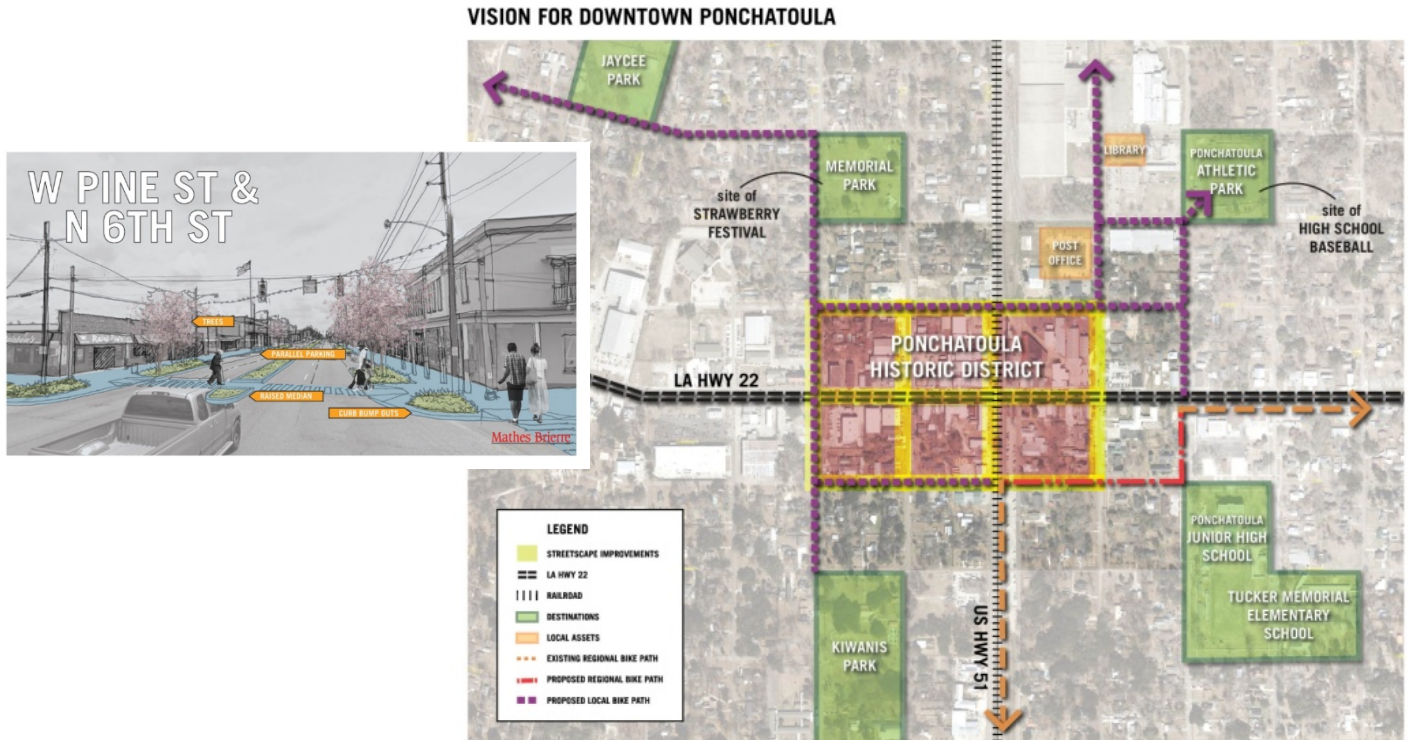 VISION FOR DOWNTOWN PONCHATOULA
W PINE ST &
N 6TH ST
TREES
PARALLEL PARKING
RAISED MEDIAN
CURB BUMP OUTS
Mathes Brierre
JAYCEE
PARK
MEMORIAL
PARK
site of
STRAWBERRY
FESTIVAL
LIBRARY
PONCHATOULA
ATHLETIC
PARK
site of
HIGH SCHOOL
BASEBALL
POST
OFFICE
PONCHATOULA
HISTORIC DISTRICT
LA HWY 22
LEGEND
STREETSCAPE IMPROVEMENTS
LA HWY 22
RAILROAD
DESTINATIONS
LOCAL ASSETS
EXISTING REGIONAL BIKE PATH
PROPOSED REGIONAL BIKE PATH
PROPOSED LOCAL BIKE PATH
KIWANIS
PARK
US HWY 51
PONCHATOULA
JUNIOR HIGH
SCHOOL
TUCKER MEMORIAL
ELEMENTARY
SCHOOL